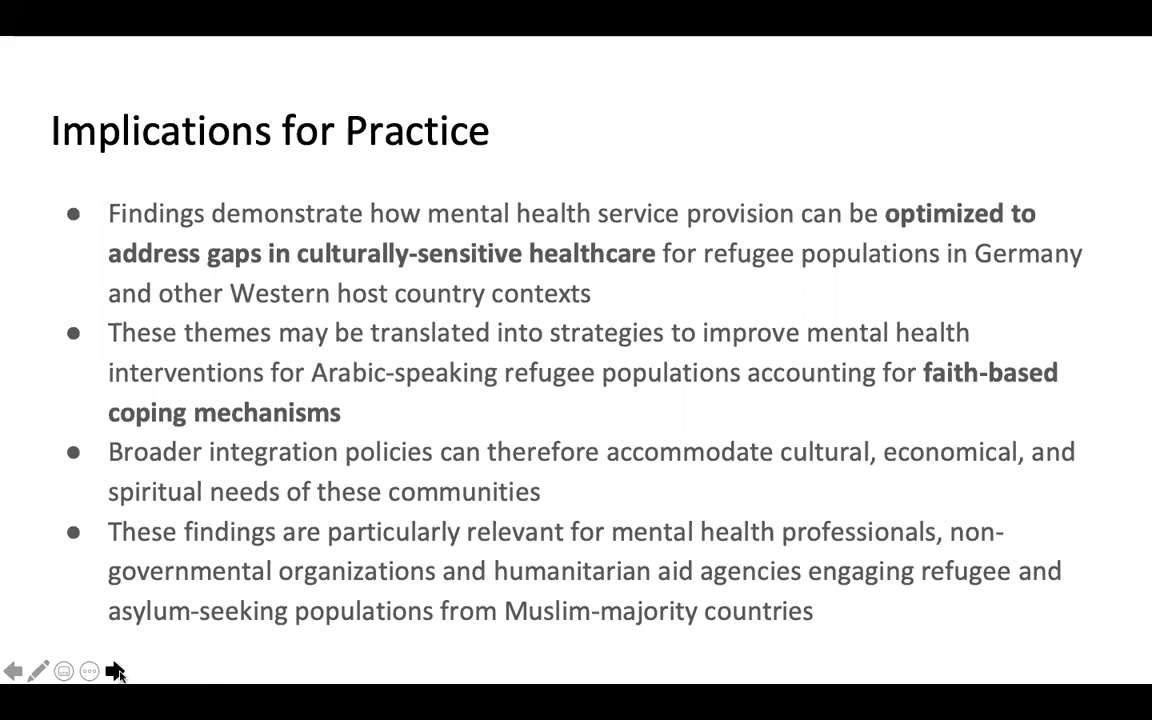 Implications for Practice
● Findings demonstrate how mental health service provision can be optimized to
address gaps in culturally-sensitive healthcare for refugee populations in Germany
and other Western host country contexts
● These themes may be translated into strategies to improve mental health
interventions for Arabic-speaking refugee populations accounting for faith-based
coping mechanisms
● Broader integration policies can therefore accommodate cultural, economical, and
spiritual needs of these communities
● These findings are particularly relevant for mental health professionals, non-
governmental organizations and humanitarian aid agencies engaging refugee and
asylum-seeking populations from Muslim-majority countries